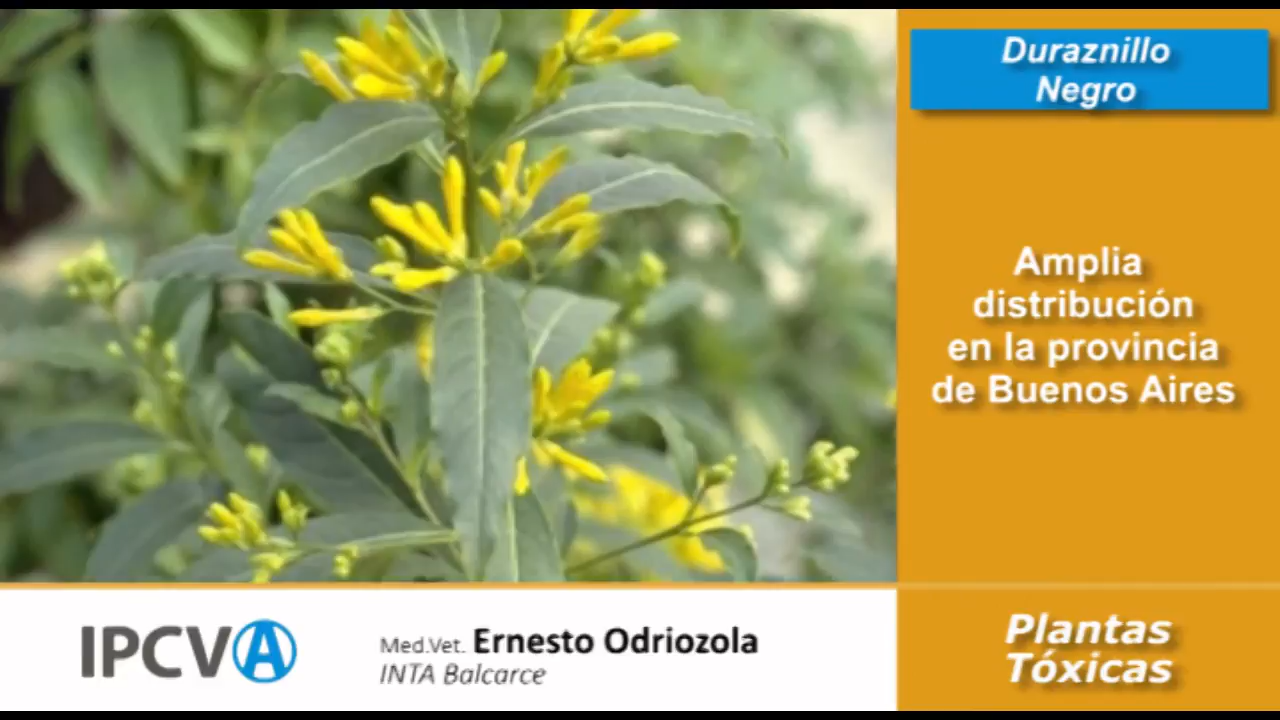 Duraznillo
Negro
Amplia
distribución
en la provincia
de Buenos Aires
IPCVA
Med.Vet. Ernesto Odriozola
INTA Balcarce
Plantas
Tóxicas